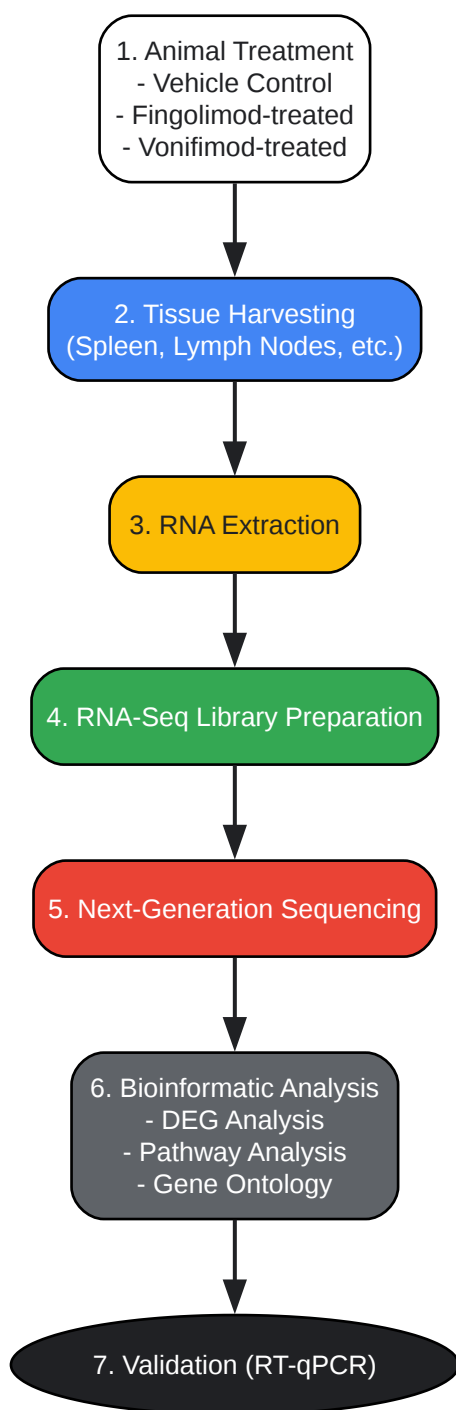 1. Animal Treatment
- Vehicle Control
- Fingolimod-treated
- Vonifimod-treated
2. Tissue Harvesting
(Spleen, Lymph Nodes, etc.)
3. RNA Extraction
4. RNA-Seq Library Preparation
5. Next-Generation Sequencing
6. Bioinformatic Analysis
- DEG Analysis
- Pathway Analysis
- Gene Ontology
7. Validation (RT-qPCR)